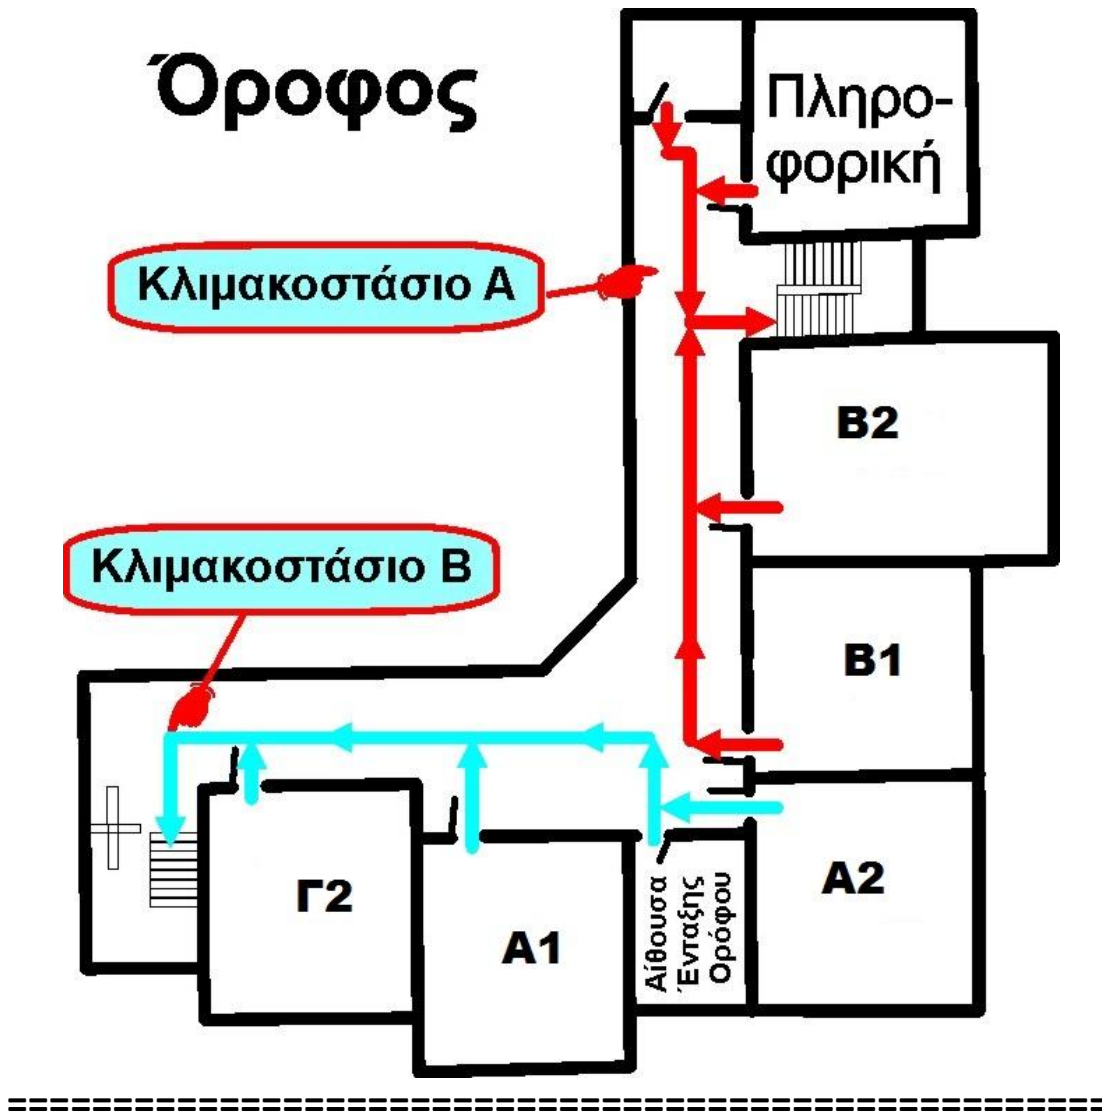 Όροφος
Πληρο-
φορική
Κλιμακοστάσιο Α
Β2
Κλιμακοστάσιο Β
Β1
Γ2
Α1
Αίθουσα
Ένταξης
Ορόφου
Α2